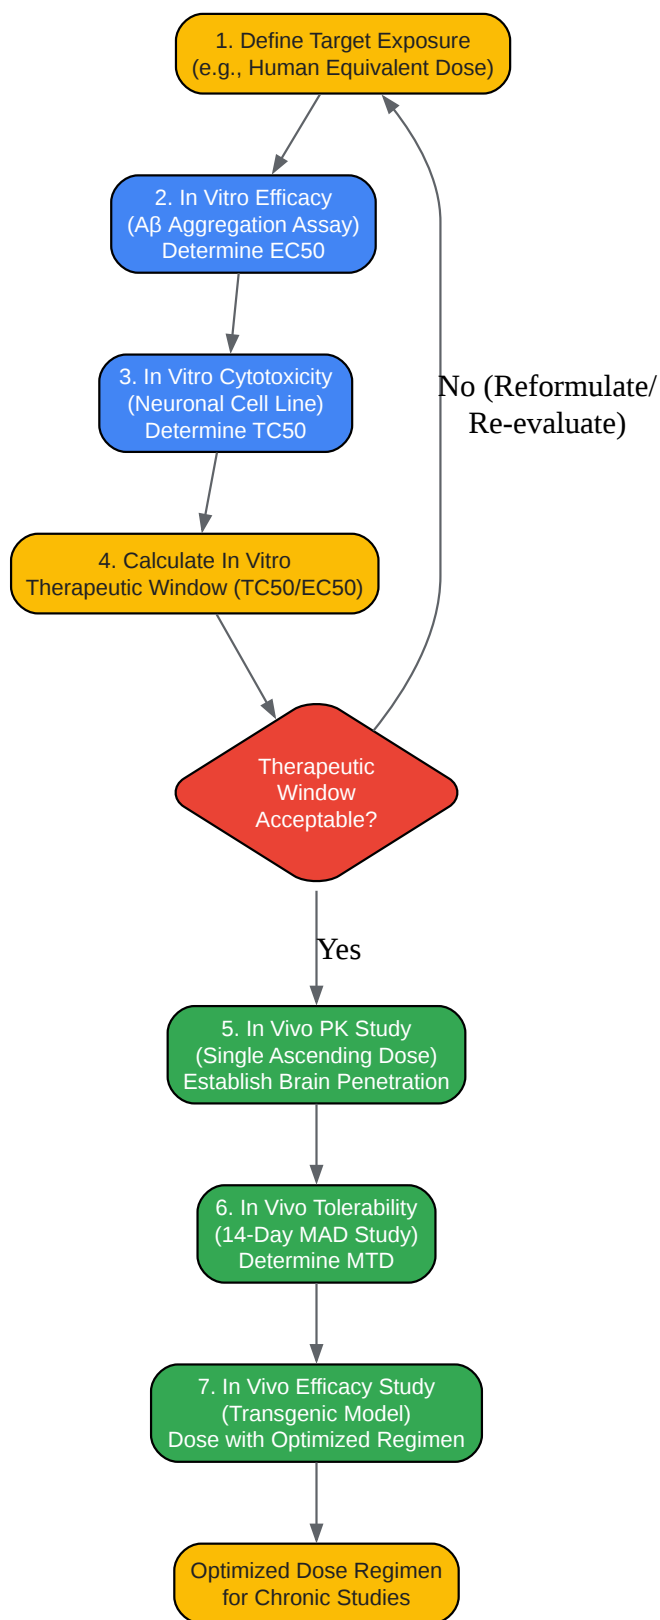 1. Define Target Exposure
(e.g., Human Equivalent Dose)
2. In Vitro Efficacy
(Aβ Aggregation Assay)
Determine EC50
3. In Vitro Cytotoxicity
(Neuronal Cell Line)
Determine TC50
No (Reformulate/
Re-evaluate)
4. Calculate In Vitro
Therapeutic Window (TC50/EC50)
Therapeutic
Window
Acceptable?
Yes
5. In Vivo PK Study
(Single Ascending Dose)
Establish Brain Penetration
6. In Vivo Tolerability
(14-Day MAD Study)
Determine MTD
7. In Vivo Efficacy Study
(Transgenic Model)
Dose with Optimized Regimen
Optimized Dose Regimen
for Chronic Studies